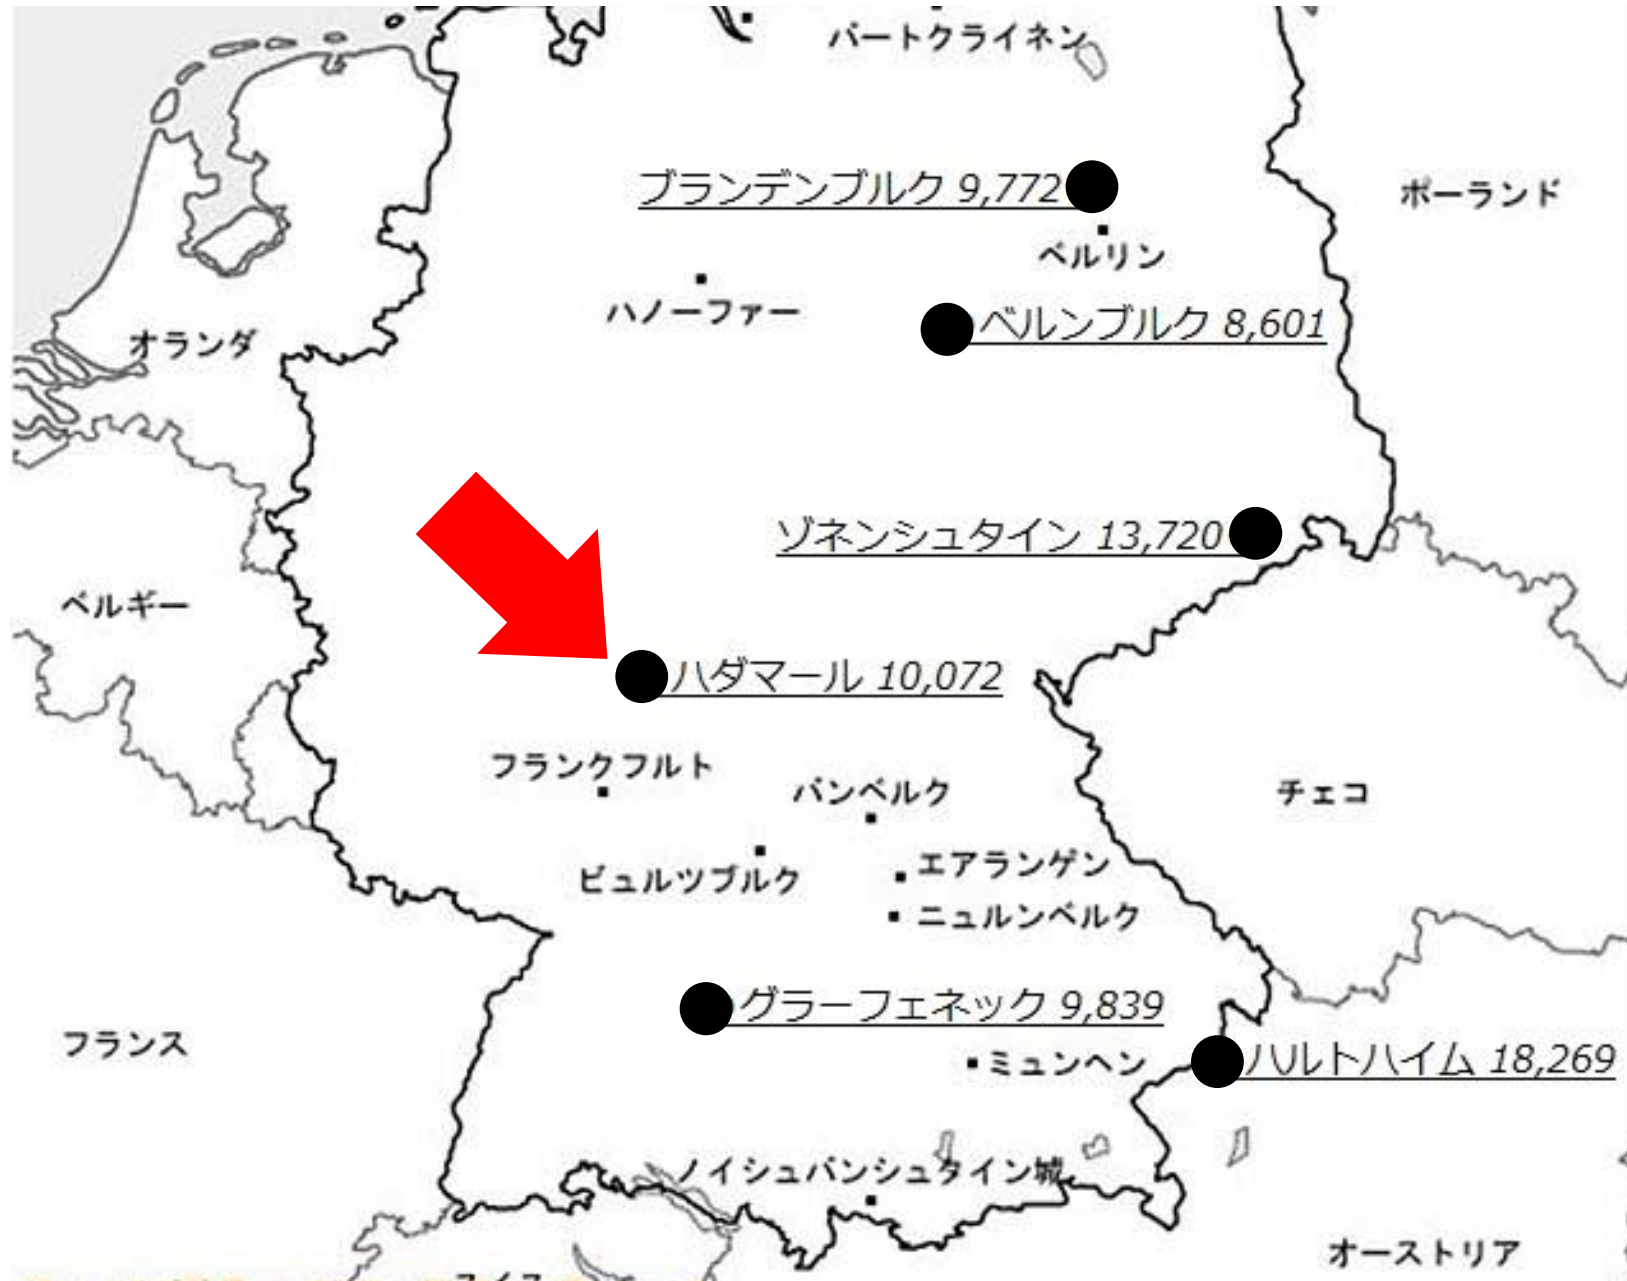 バートクライネン
ブランデンブルク 9,772
ポーランド
ベルリン
ハノーファー
ベルンブルク 8,601
オランダ
ゾネンシュタイン 13,720
ベルギー
ハダマール 10,072
フランクフルト
バンベルク
チェコ
エアランゲン
ビュルツブルク
ニュルンベルク
グラーフェネック 9,839
フランス
ミュンヘン
ハルトハイム 18,269
ノイシュバンシュタイン城
オーストリア